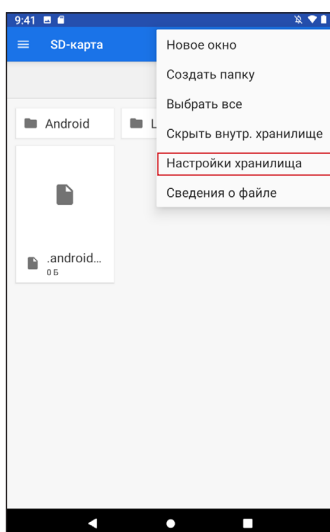 9:41
SD-карта
Новое окно
Создать папку
Выбрать все
Скрыть внутр. хранилище
Настройки хранилища
Сведения о файле
Android
L
.android...
0 Б